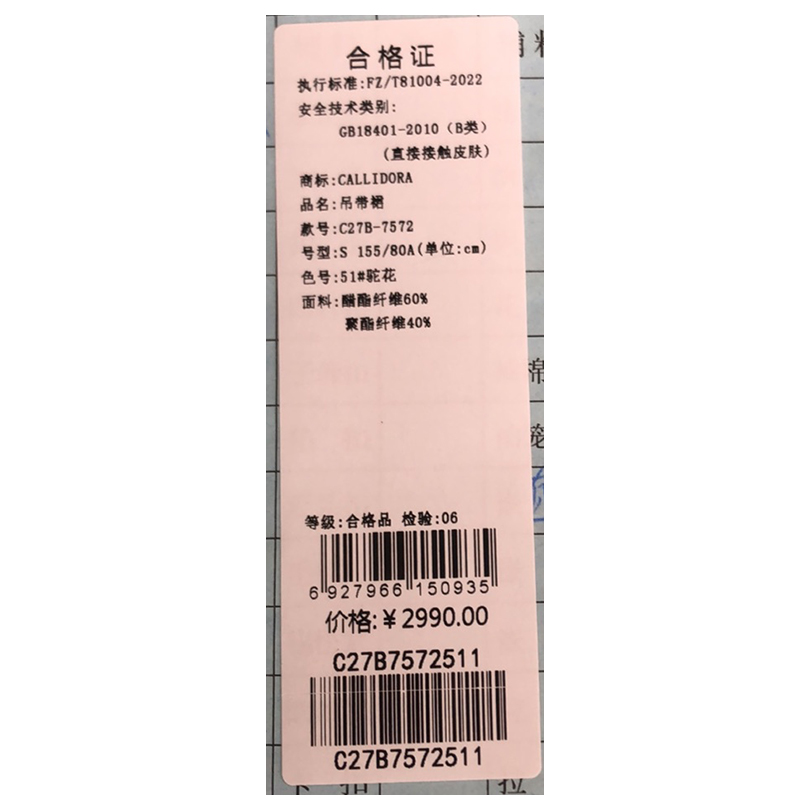 合格证
执行标准:FZ/T81004-2022
安全技术类别:
GB18401-2010（B类）
(直接接触皮肤)
商标:CALLIDORA
品名:吊带裙
款号:C27B-7572
号型:S 155/80A(单位:cm)
色号:51#驼花
面料:醋酯纤维60%
聚酯纤维40%
等级:合格品 检验:06
6 927966 150935
价格:¥2990.00
C27B7572511
C27B7572511